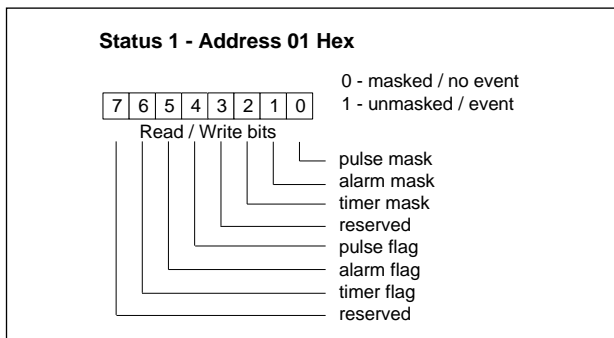 Status 1 - Address 01 Hex
0 - masked / no event
1 - unmasked / event
7 6 5 4 3 2 1 0
Read / Write bits
pulse mask
alarm mask
timer mask
reserved
pulse flag
alarm flag
timer flag
reserved